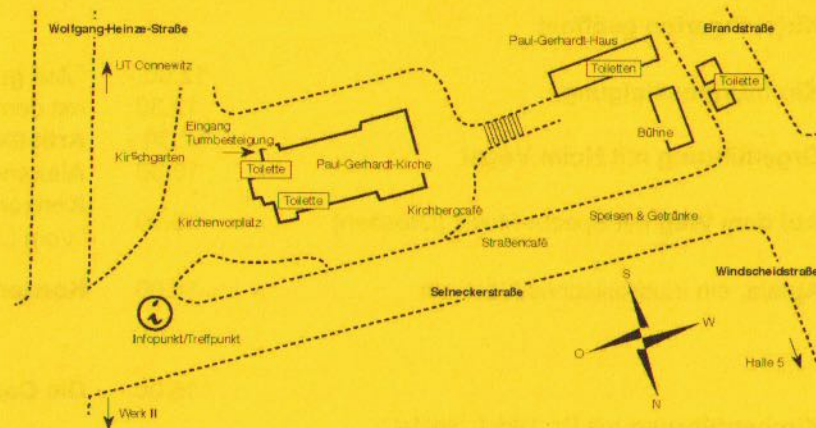 Wolfgang-Heinze-Straße
UT Connewitz
Paul-Gerhardt-Haus
Brandstraße
Toiletten
Toilette
Bühne
Eingang
Turmbesteigung
Kirschgarten
Toilette
Paul-Gerhardt-Kirche
Toilette
Kirchenvorplatz
Kirchbergcafé
Speisen & Getränke
Straßencafé
Selneckerstraße
Windscheidstraße
S
W
O
N
i
Infopunkt/Treffpunkt
Halle 5
Werk II